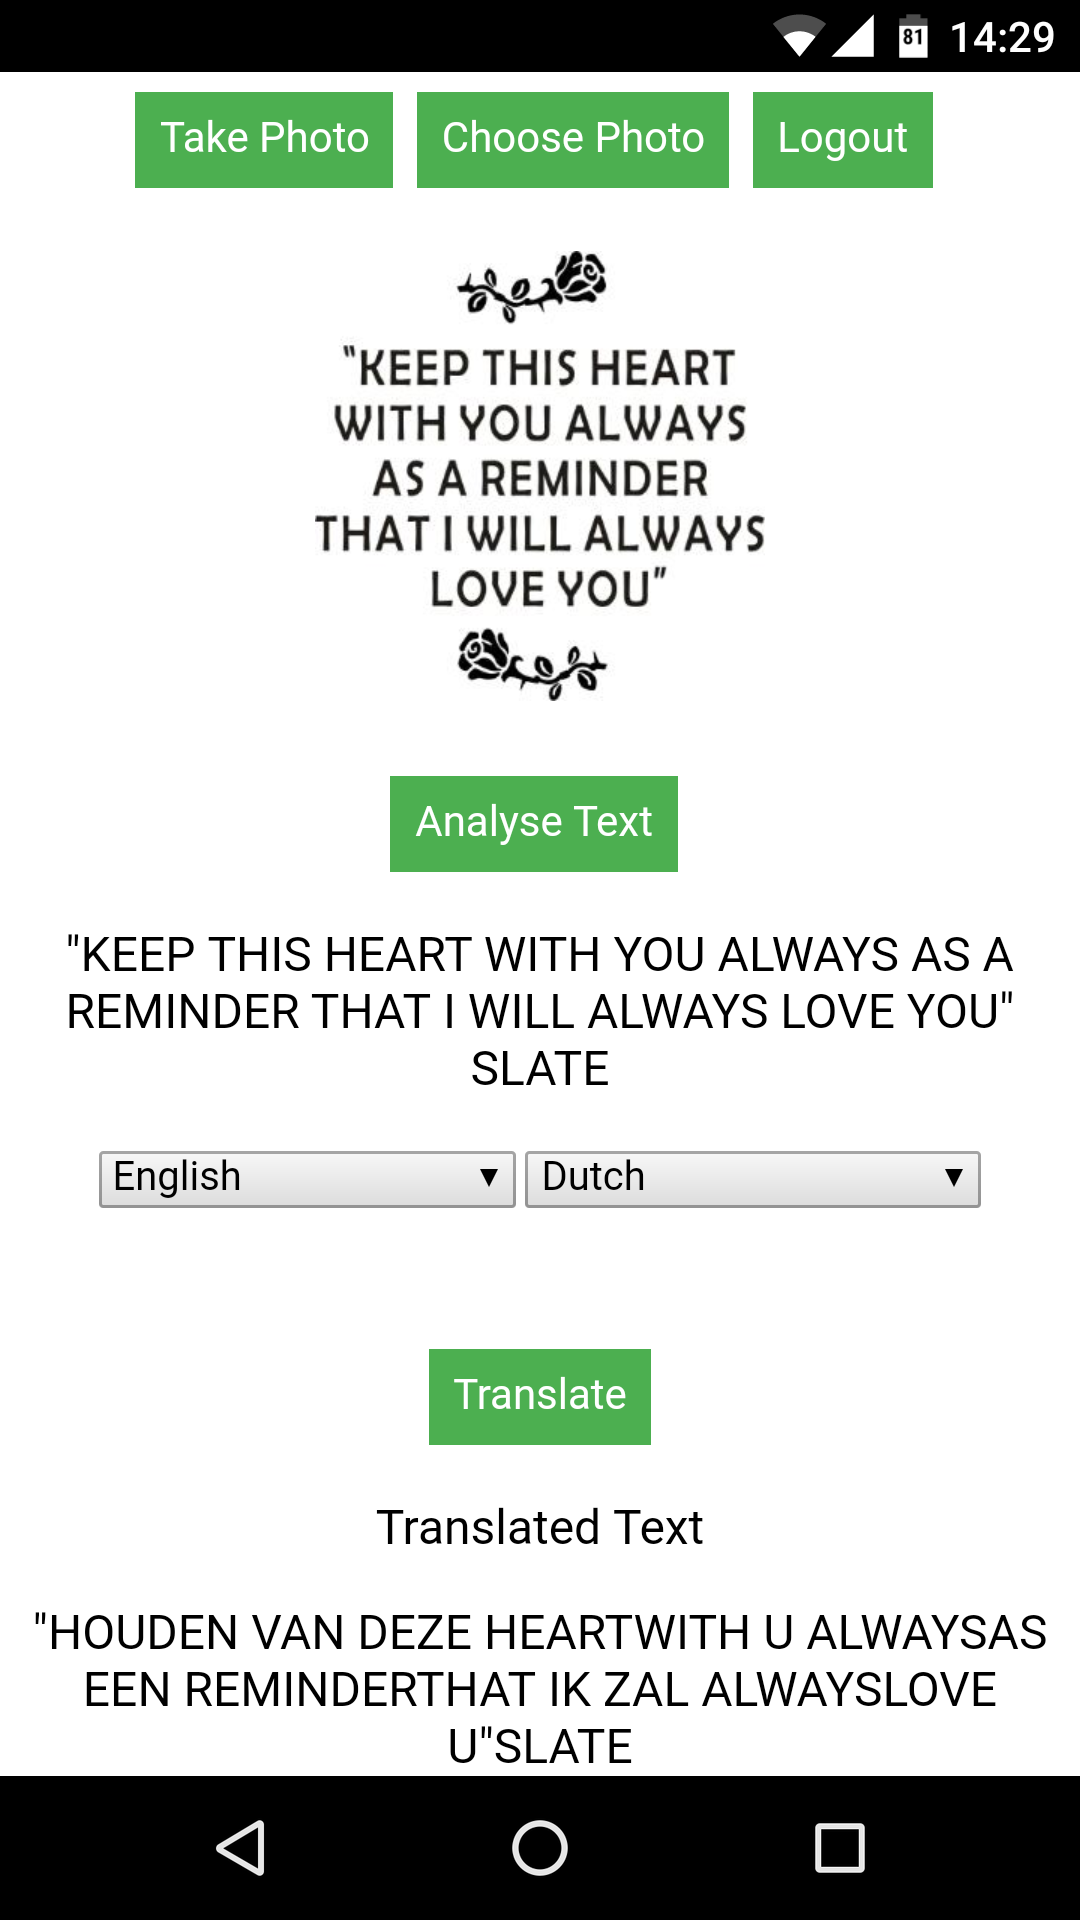 81 14:29
Take Photo Choose Photo Logout
"KEEP THIS HEART
WITH YOU ALWAYS
AS A REMINDER
THAT I WILL ALWAYS
LOVE YOU"
Analyse Text
"KEEP THIS HEART WITH YOU ALWAYS AS A
REMINDER THAT I WILL ALWAYS LOVE YOU"
SLATE
English Dutch
Translate
Translated Text
"HOUDEN VAN DEZE HEARTWITH U ALWAYSAS
EEN REMINDERTHAT IK ZAL ALWAYSLOVE
U"SLATE